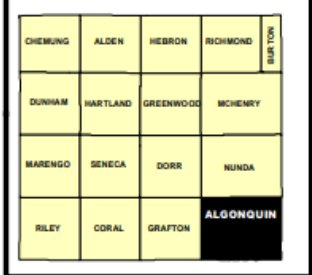 CHEMUNG ALDEN HEBRON RICHMOND BURTON
DUNHAM HARTLAND GREENWOOD MCHENRY
MARENGO SENECA DORR NUNDA
RILEY CORAL GRAFTON ALGONQUIN